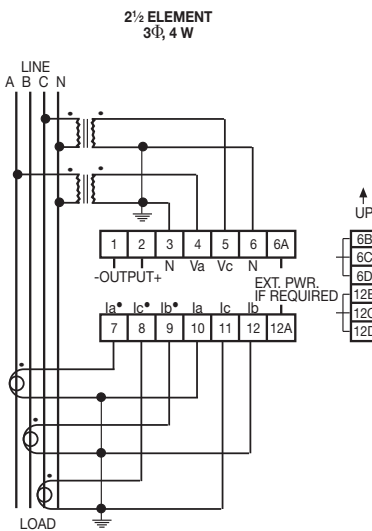 2½ ELEMENT
3Φ, 4 W
LINE
A B C N
UP
1 2 3 4 5 6 6A
-OUTPUT+ N Va Vc N
EXT. PWR.
IF REQUIRED
6B
6C
6D
12B
12C
12D
Ia• Ic• Ib• Ia Ic Ib
7 8 9 10 11 12 12A
LOAD